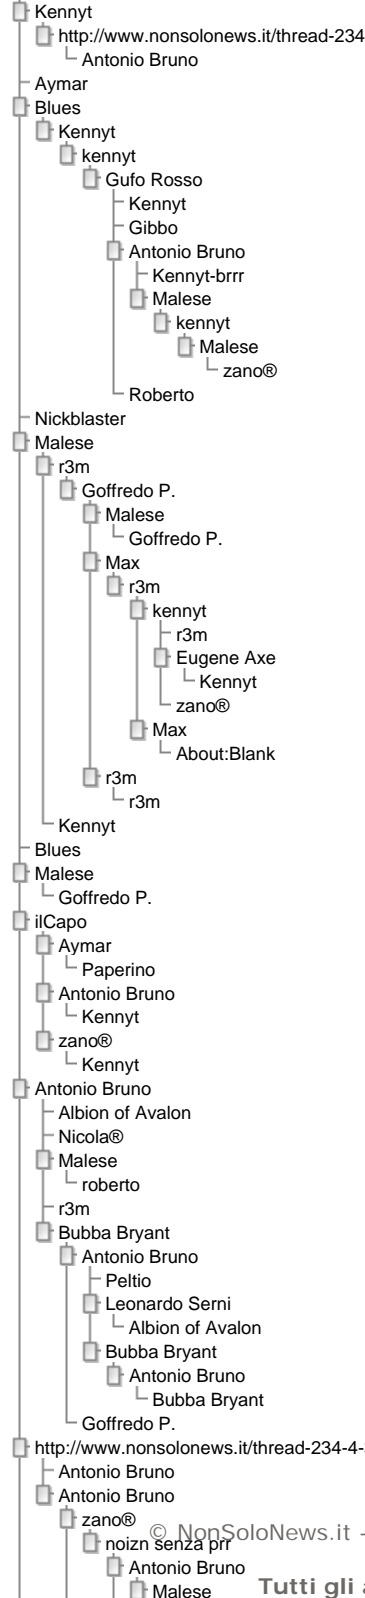 Kennyt
http://www.nonsolonews.it/thread-234
Antonio Bruno
Aymar
Blues
Kennyt
kennyt
Gufo Rosso
Kennyt
Gibbo
Antonio Bruno
Kennyt-brrr
Malese
kennyt
Malese
zano®
Roberto
Nickblaster
Malese
r3m
Goffredo P.
Malese
Goffredo P.
Max
r3m
kennyt
r3m
Eugene Axe
Kennyt
zano®
Max
About:Blank
r3m
r3m
Kennyt
Blues
Malese
Goffredo P.
ilCapo
Aymar
Paperino
Antonio Bruno
Kennyt
zano®
Kennyt
Antonio Bruno
Albion of Avalon
Nicola®
Malese
roberto
r3m
Bubba Bryant
Antonio Bruno
Peltio
Leonardo Serni
Albion of Avalon
Bubba Bryant
Antonio Bruno
Bubba Bryant
Goffredo P.
http://www.nonsolonews.it/thread-234-4-
Antonio Bruno
Antonio Bruno
zano®
© NonSoloNews.it -
noizn senza prr
Antonio Bruno
Malese
Tutti gli